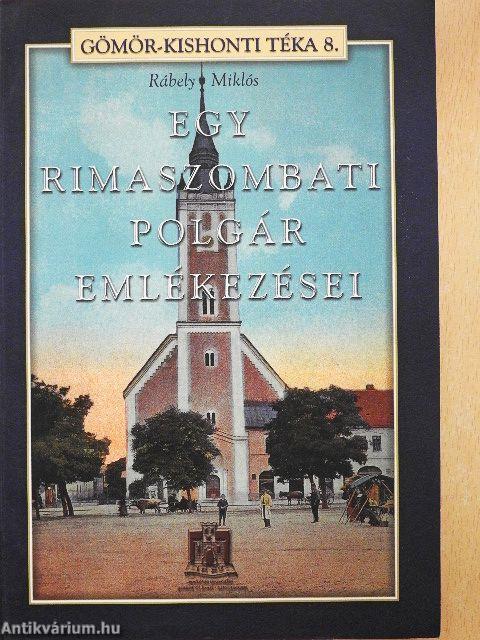 GÖMÖR-KISHONTI TÉKA 8.
Rábely Miklós
EGY
RIMASZOMBATI
POLGÁR
EMLÉKEZÉSEI
Antikvárium.hu